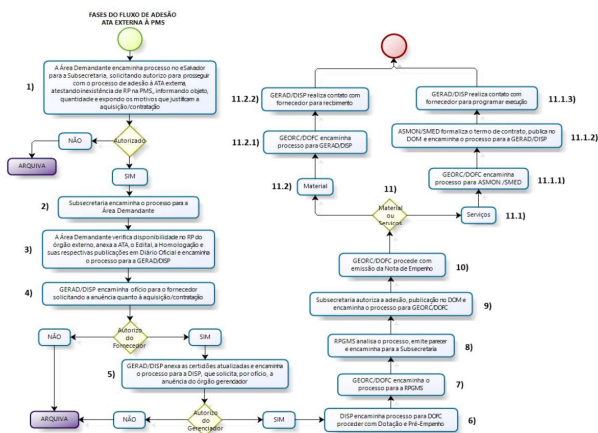 FASES DO FLUXO DE ADESÃO
ATA EXTERNA À PMS
1)
A Área Demandante encaminha processo no eSalvador
para a Subsecretaria, solicitando autorizo para prosseguir
com o processo de adesão à ATA externa,
atestando inexistência de RP na PMS, informando objeto,
quantidade e expondo os motivos que justificam a
aquisição/contratação
NÃO
Autorizado
ARQUIVA
SIM
2)
Subsecretaria encaminha o processo para a
Área Demandante
3)
A Área Demandante verifica disponibilidade no RP do
órgão externo, anexa a ATA, o Edital, a Homologação e
suas respectivas publicações em Diário Oficial e encaminha
o processo para a GERAD/DISP
4)
GERAD/DISP encaminha ofício para o fornecedor
solicitando a anuência quanto à aquisição/contratação
NÃO
Autorizo
do
Fornecedor
SIM
5)
GERAD/DISP anexa as certidões atualizadas e encaminha
o processo para a DISP, que solicita, por ofício, a
anuência do órgão gerenciador
ARQUIVA
NÃO
Autorizo
do
Gerenciador
SIM
DISP encaminha processo para DOFC
proceder com Dotação e Pré-Empenho
6)
GEORC/DOFC encaminha o
processo para a RPGMS
7)
RPGMS analisa o processo, emite parecer
e encaminha para a Subsecretaria
8)
Subsecretaria autoriza a adesão, publicação no DOM e
encaminha o processo para GEORC/DOFC
9)
GEORC/DOFC procede com
emissão da Nota de Empenho
10)
11)
Material
ou
Serviços
11.2)
Material
Serviços
11.1)
11.2.1)
GEORC/DOFC encaminha
processo para GERAD/DISP
GEORC/DOFC encaminha
processo para ASMON /SMED
11.1.1)
ASMON/SMED formaliza o termo de contrato, publica no
DOM e encaminha o processo para a GERAD/DISP
11.1.2)
11.2.2)
GERAD/DISP realiza contato com
fornecedor para recbimento
GERAD/DISP realiza contato com
fornecedor para programar execução
11.1.3)